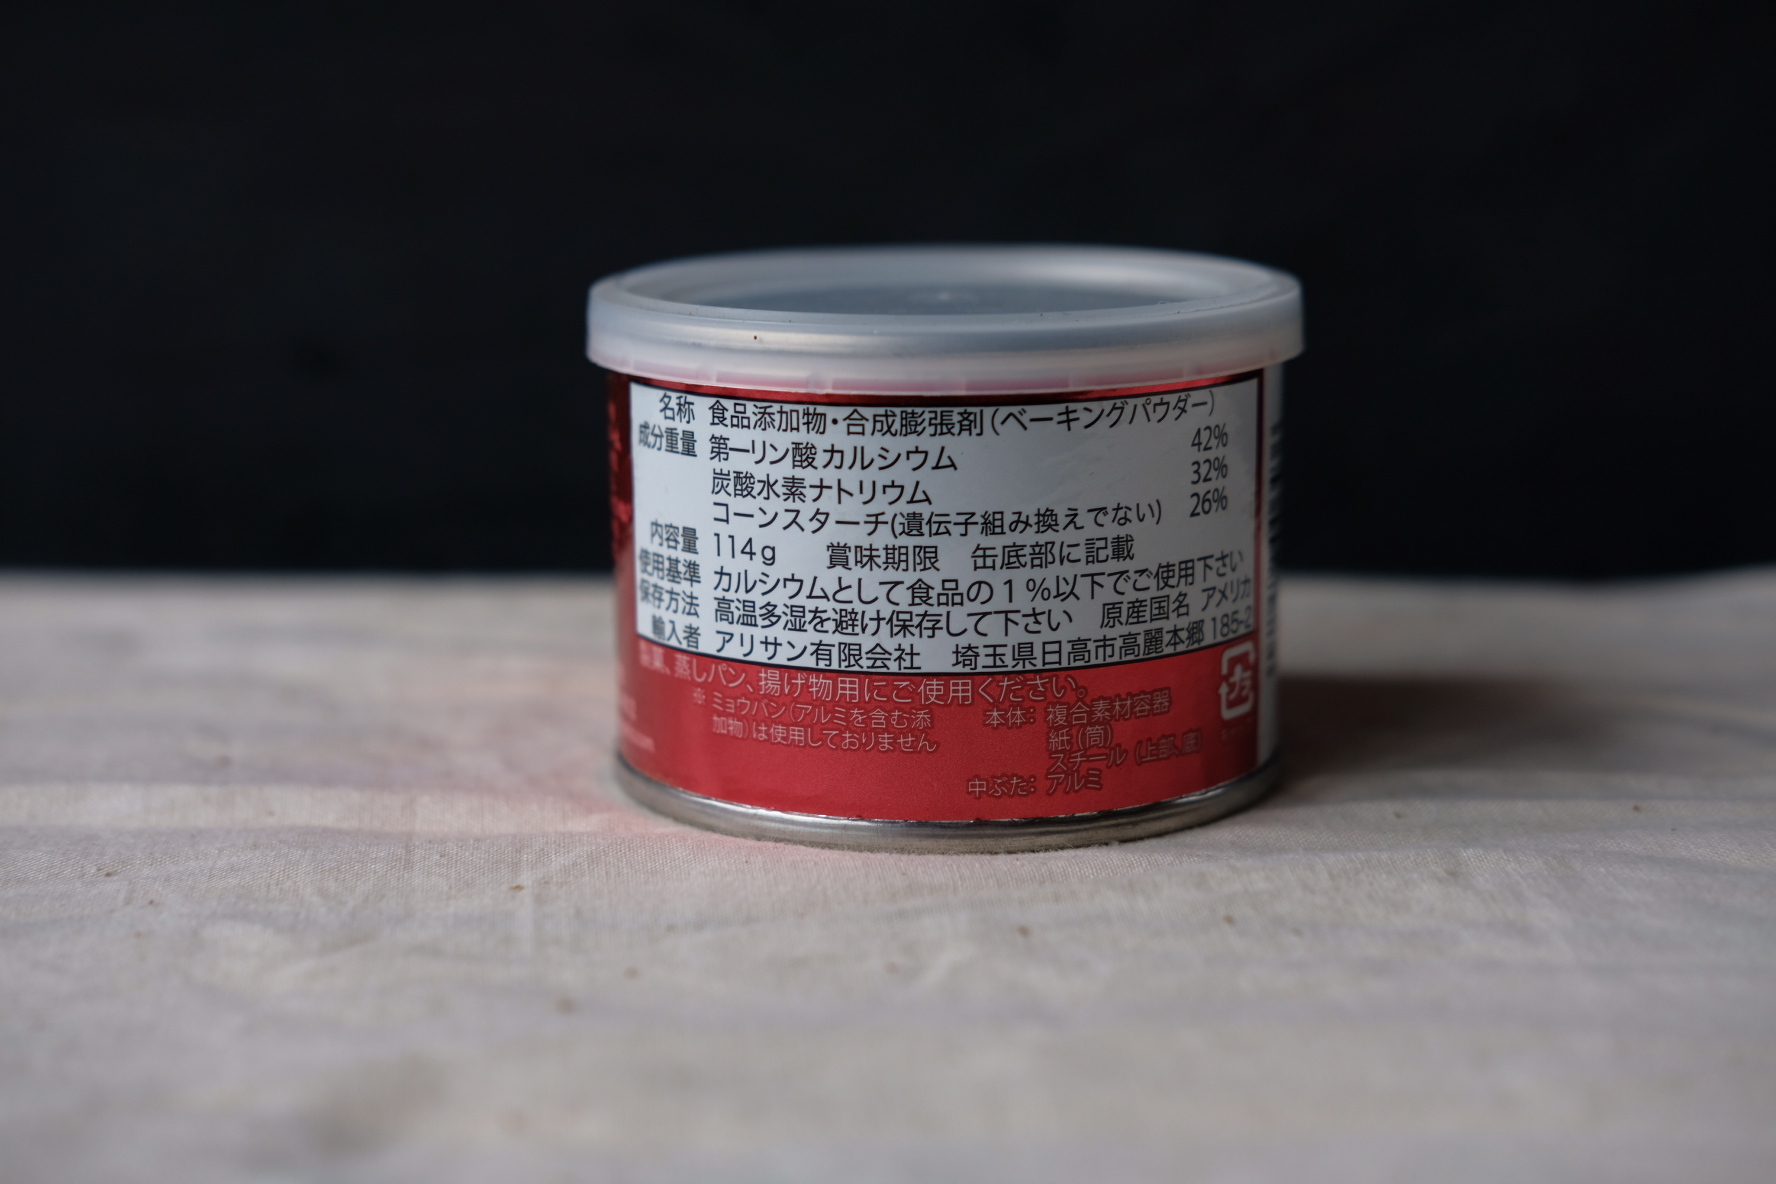 名称 食品添加物・合成膨張剤(ベーキングパウダー)
成分重量 第一リン酸カルシウム 42%
炭酸水素ナトリウム 32%
コーンスターチ(遺伝子組み換えでない) 26%
内容量 114g 賞味期限 缶底部に記載
使用基準 カルシウムとして食品の1%以下でご使用下さい
保存方法 高温多湿を避け保存して下さい 原産国名 アメリカ
輸入者 アリサン有限会社 埼玉県日高市高麗本郷 185-2
製菓、蒸しパン、揚げ物用にご使用ください。
※ミョウバン(アルミを含む添
加物)は使用しておりません
本体: 複合素材容器
紙(筒)
スチール(上部、底)
中ぶた: アルミ